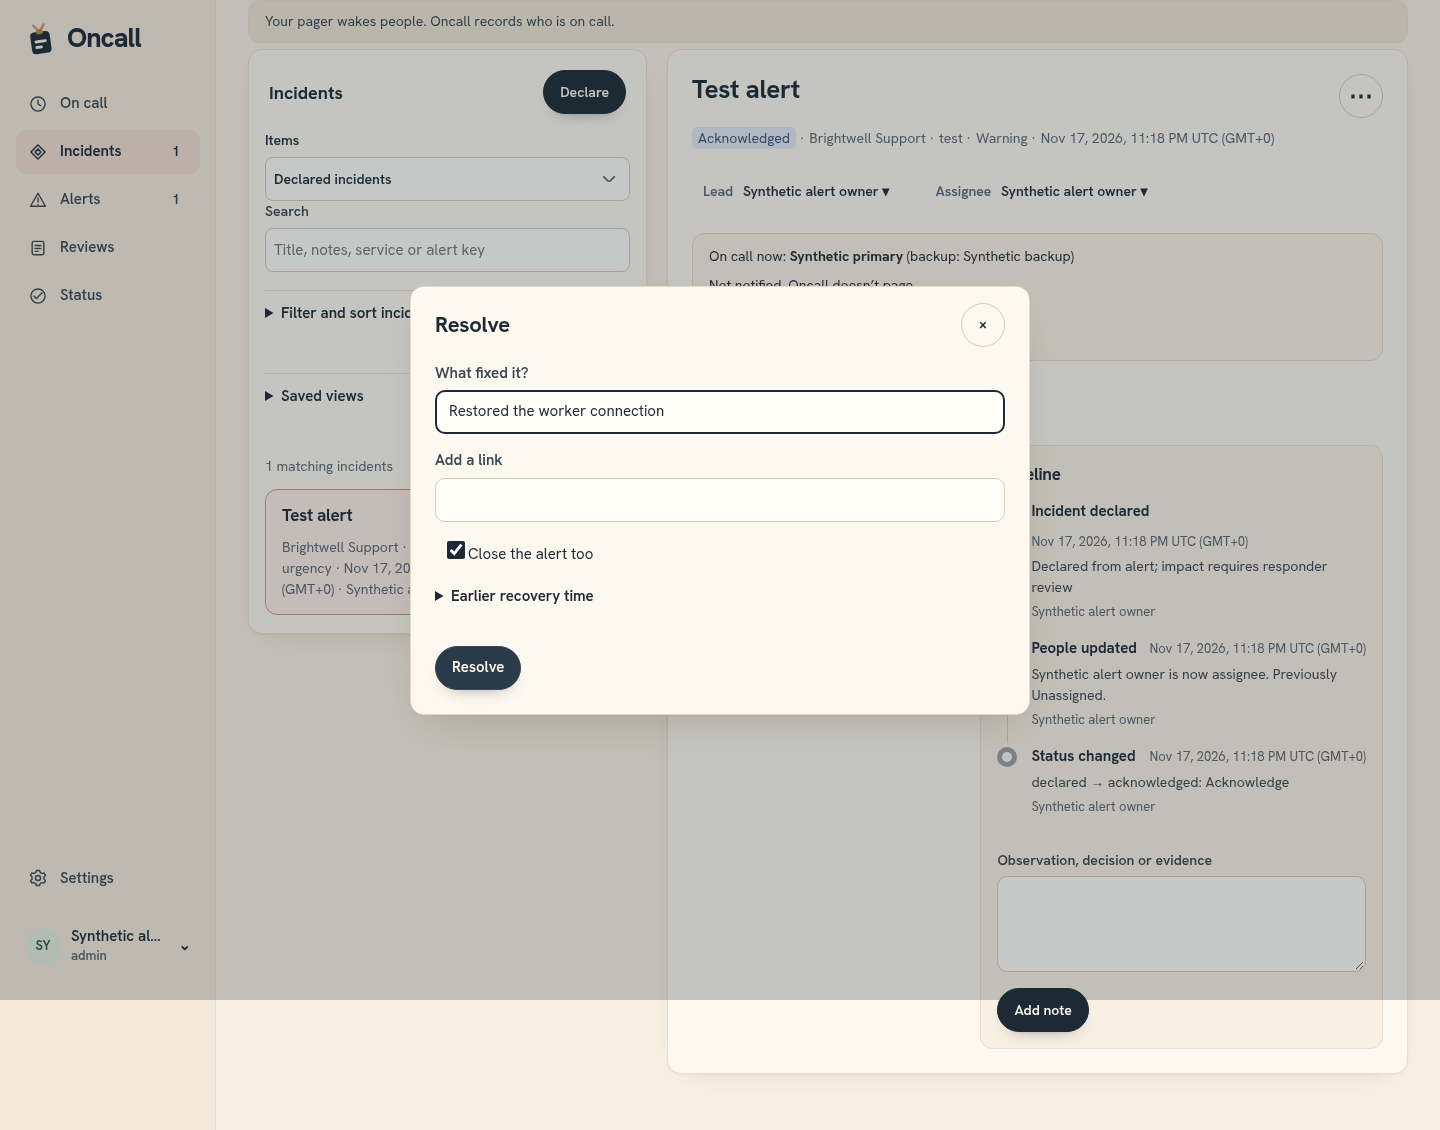 Oncall
On call
Incidents 1
Alerts 1
Reviews
Status
Settings
SY
Synthetic al...
admin
Your pager wakes people. Oncall records who is on call.
Incidents
Declare
Items
Declared incidents
Search
Title, notes, service or alert key
Filter and sort incid
Saved views
1 matching incidents
Test alert
Brightwell Support ·
urgency · Nov 17, 20
(GMT+0) · Synthetic a
Test alert
Acknowledged · Brightwell Support · test · Warning · Nov 17, 2026, 11:18 PM UTC (GMT+0)
Lead Synthetic alert owner ▾ Assignee Synthetic alert owner ▾
On call now: Synthetic primary (backup: Synthetic backup)
Not notified. Oncall doesn’t page.
Resolve
×
What fixed it?
Restored the worker connection
Add a link
Close the alert too
Earlier recovery time
Resolve
eline
Incident declared
Nov 17, 2026, 11:18 PM UTC (GMT+0)
Declared from alert; impact requires responder
review
Synthetic alert owner
People updated Nov 17, 2026, 11:18 PM UTC (GMT+0)
Synthetic alert owner is now assignee. Previously
Unassigned.
Synthetic alert owner
Status changed Nov 17, 2026, 11:18 PM UTC (GMT+0)
declared → acknowledged: Acknowledge
Synthetic alert owner
Observation, decision or evidence
Add note